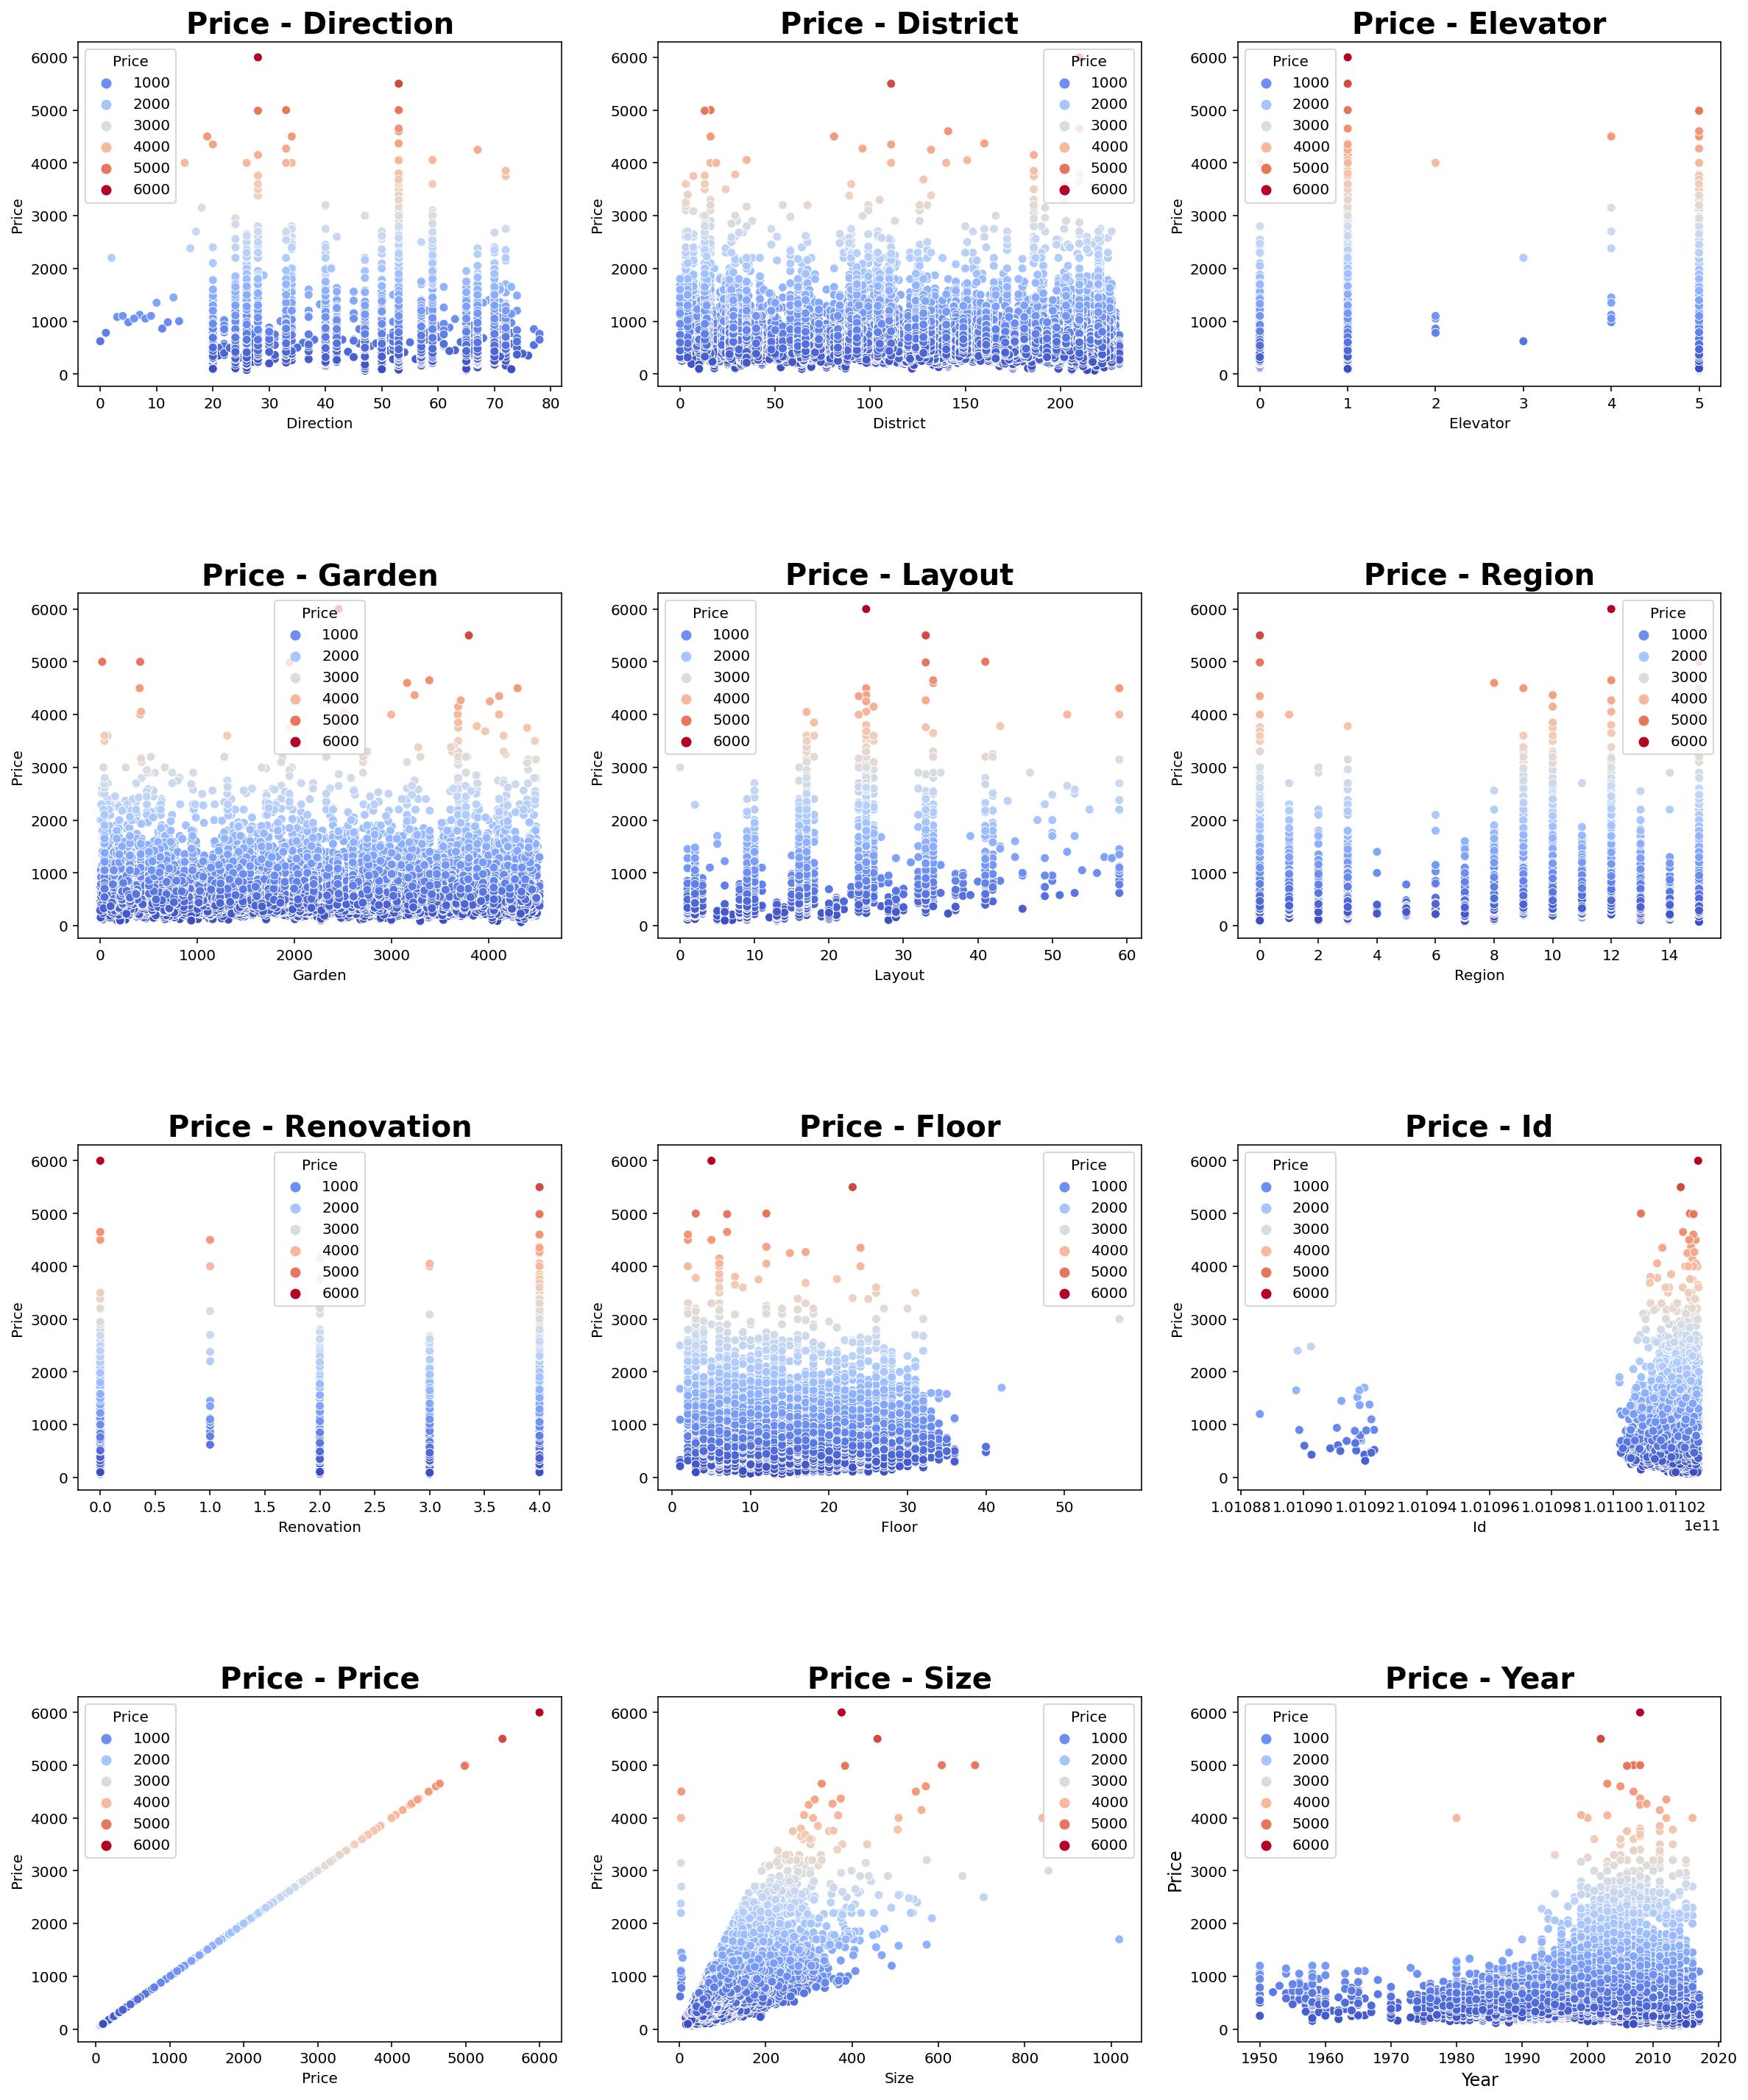 Price - Direction
Price
1000
2000
3000
4000
5000
6000
6000
5000
4000
3000
2000
1000
0
Price
0 10 20 30 40 50 60 70 80
Direction
Price - District
Price
1000
2000
3000
4000
5000
6000
6000
5000
4000
3000
2000
1000
0
Price
0 50 100 150 200
District
Price - Elevator
Price
1000
2000
3000
4000
5000
6000
6000
5000
4000
3000
2000
1000
0
Price
0 1 2 3 4 5
Elevator
Price - Garden
Price
1000
2000
3000
4000
5000
6000
6000
5000
4000
3000
2000
1000
0
Price
0 1000 2000 3000 4000
Garden
Price - Layout
Price
1000
2000
3000
4000
5000
6000
6000
5000
4000
3000
2000
1000
0
Price
0 10 20 30 40 50 60
Layout
Price - Region
Price
1000
2000
3000
4000
5000
6000
6000
5000
4000
3000
2000
1000
0
Price
0 2 4 6 8 10 12 14
Region
Price - Renovation
Price
1000
2000
3000
4000
5000
6000
6000
5000
4000
3000
2000
1000
0
Price
0.0 0.5 1.0 1.5 2.0 2.5 3.0 3.5 4.0
Renovation
Price - Floor
Price
1000
2000
3000
4000
5000
6000
6000
5000
4000
3000
2000
1000
0
Price
0 10 20 30 40 50
Floor
Price - Id
Price
1000
2000
3000
4000
5000
6000
6000
5000
4000
3000
2000
1000
0
Price
1.01088 1.01090 1.01092 1.01094 1.01096 1.01098 1.01100 1.01102
Id
1e11
Price - Price
Price
1000
2000
3000
4000
5000
6000
6000
5000
4000
3000
2000
1000
0
Price
0 1000 2000 3000 4000 5000 6000
Price
Price - Size
Price
1000
2000
3000
4000
5000
6000
6000
5000
4000
3000
2000
1000
0
Price
0 200 400 600 800 1000
Size
Price - Year
Price
1000
2000
3000
4000
5000
6000
6000
5000
4000
3000
2000
1000
0
Price
1950 1960 1970 1980 1990 2000 2010 2020
Year